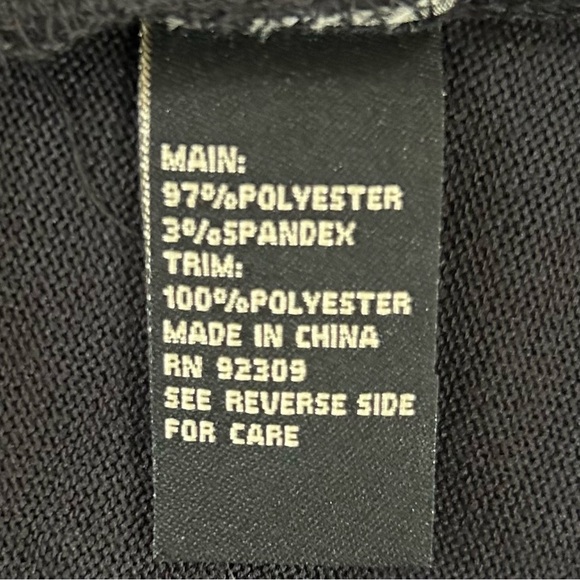 MAIN:
97%POLYESTER
3%SPANDEX
TRIM:
100%POLYESTER
MADE IN CHINA
RN 92309
SEE REVERSE SIDE
FOR CARE